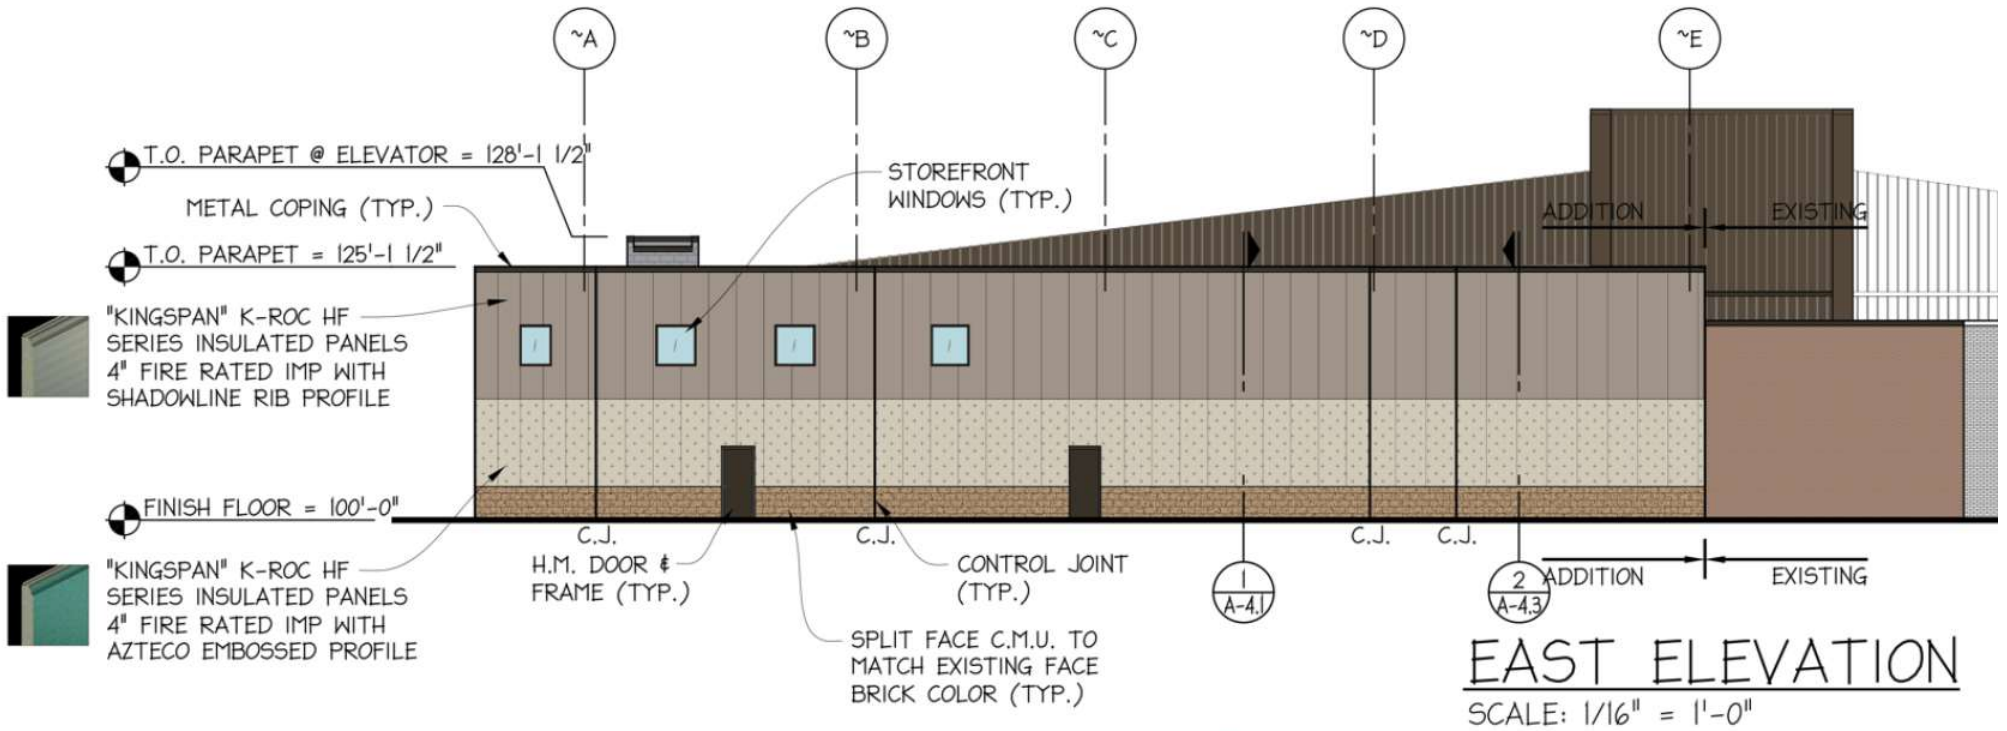 ~A
~B
~C
~D
~E
T.O. PARAPET @ ELEVATOR = 128'-1 1/2"
METAL COPING (TYP.)
T.O. PARAPET = 125'-1 1/2"
STOREFRONT
WINDOWS (TYP.)
ADDITION
EXISTING
"KINGSPAN" K-ROC HF
SERIES INSULATED PANELS
4" FIRE RATED IMP WITH
SHADOWLINE RIB PROFILE
FINISH FLOOR = 100'-0"
"KINGSPAN" K-ROC HF
SERIES INSULATED PANELS
4" FIRE RATED IMP WITH
AZTECO EMBOSSED PROFILE
C.J.
C.J.
C.J.
C.J.
H.M. DOOR &
FRAME (TYP.)
CONTROL JOINT
(TYP.)
SPLIT FACE C.M.U. TO
MATCH EXISTING FACE
BRICK COLOR (TYP.)
1
A-4.1
2
A-4.3
ADDITION
EXISTING
EAST ELEVATION
SCALE: 1/16" = 1'-0"